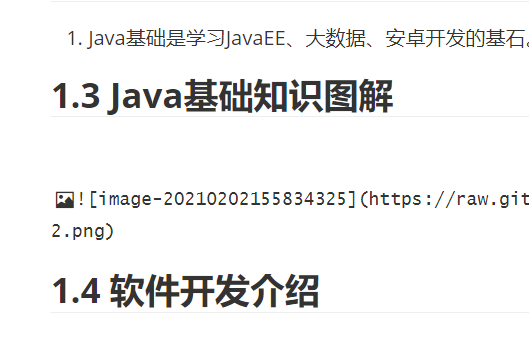 1. Java基础是学习JavaEE、大数据、安卓开发的基石。
1.3 Java基础知识图解
![image-20210202155834325](https://raw.git
2.png)
1.4 软件开发介绍